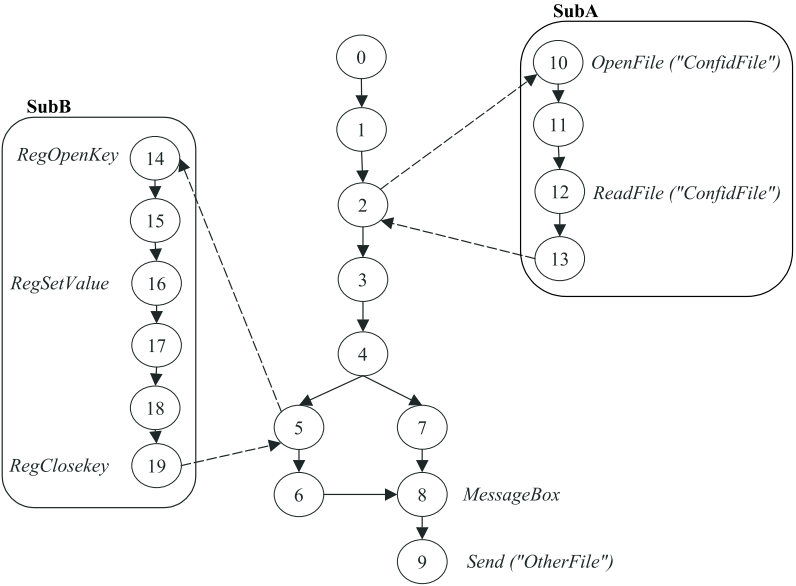 SubA
0
10 OpenFile ("ConfidFile")
SubB
1
11
RegOpenKey 14
2
12 ReadFile ("ConfidFile")
15
13
3
RegSetValue 16
17
4
18
5
7
RegClosekey 19
6
8 MessageBox
9 Send ("OtherFile")